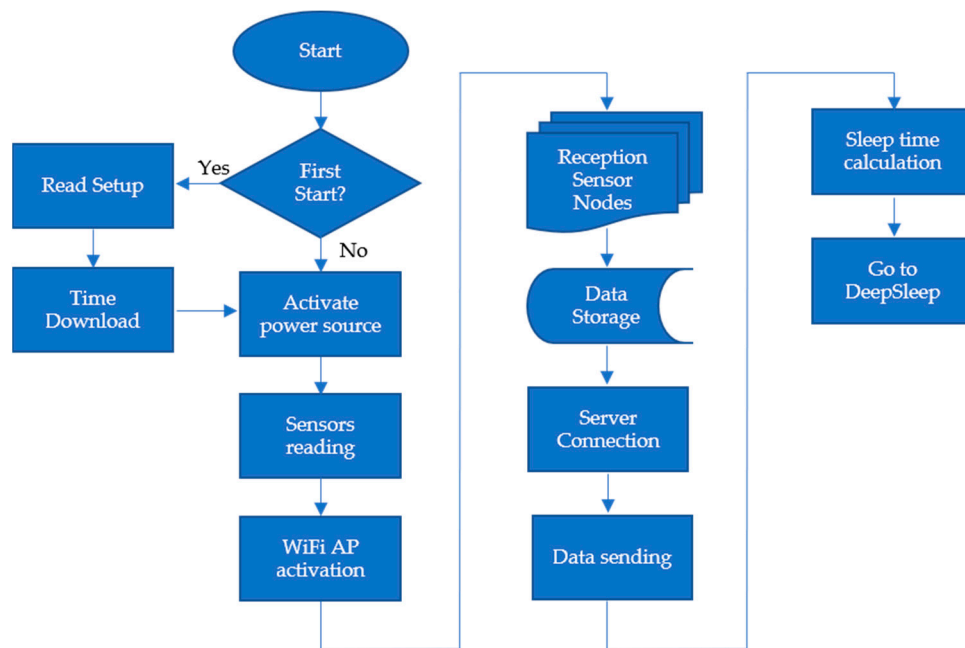 Start
First
Start?
Yes
Read Setup
Time
Download
No
Activate
power source
Sensors
reading
WiFi AP
activation
Reception
Sensor
Nodes
Data
Storage
Server
Connection
Data sending
Sleep time
calculation
Go to
DeepSleep